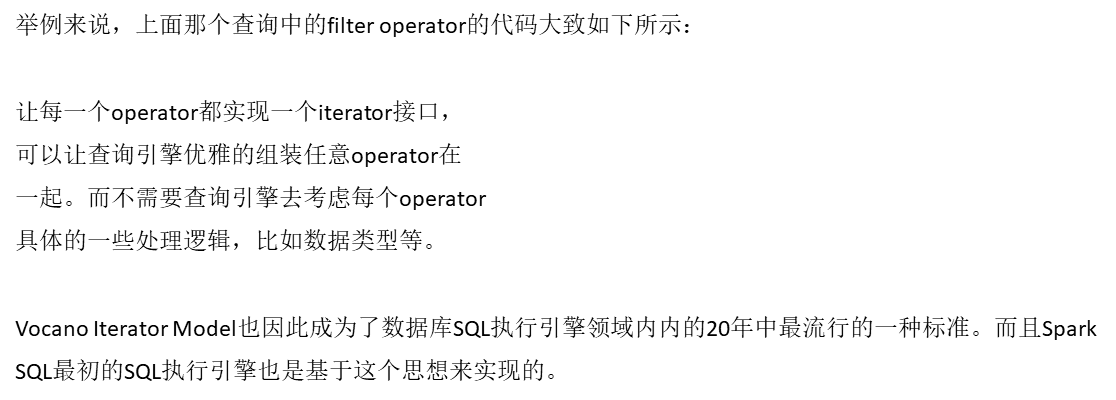 举例来说，上面那个查询中的filter operator的代码大致如下所示：
让每一个operator都实现一个iterator接口，
可以让查询引擎优雅的组装任意operator在
一起。而不需要查询引擎去考虑每个operator
具体的一些处理逻辑，比如数据类型等。
Vocano Iterator Model也因此成为了数据库SQL执行引擎领域内内的20年中最流行的一种标准。而且Spark
SQL最初的SQL执行引擎也是基于这个思想来实现的。